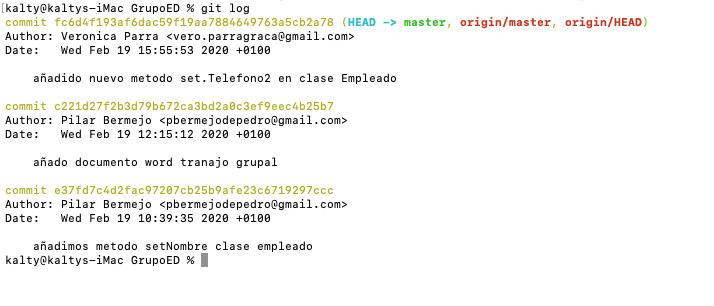 [kalty@kaltys-iMac GrupoED % git log
commit fc6d4f193af6dac59f19aa7884649763a5cb2a78 (HEAD -> master, origin/master, origin/HEAD)
Author: Veronica Parra <vero.parragraca@gmail.com>
Date:   Wed Feb 19 15:55:53 2020 +0100
añadido nuevo metodo set.Telefono2 en clase Empleado
commit c221d27f2b3d79b672ca3bd2a0c3ef9eec4b25b7
Author: Pilar Bermejo <pbermejodepedro@gmail.com>
Date:   Wed Feb 19 12:15:12 2020 +0100
añado documento word tranajo grupal
commit e37fd7c4d2fac97207cb25b9afe23c6719297ccc
Author: Pilar Bermejo <pbermejodepedro@gmail.com>
Date:   Wed Feb 19 10:39:35 2020 +0100
añadimos metodo setNombre clase empleado
kalty@kaltys-iMac GrupoED %